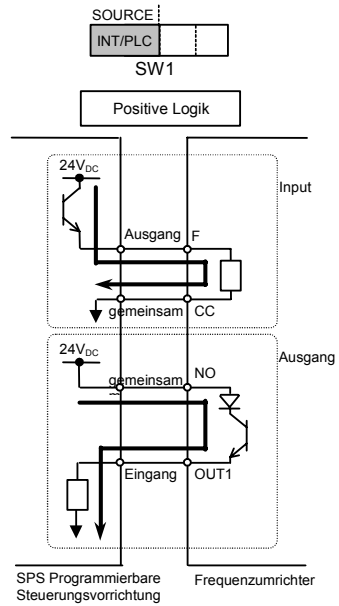 SOURCE
INT/PLC
SW1
Positive Logik
24VDC
Input
Ausgang F
gemeinsam CC
24VDC
Ausgang
gemeinsam NO
Eingang OUT1
SPS Programmierbare
Steuerungsvorrichtung
Frequenzumrichter